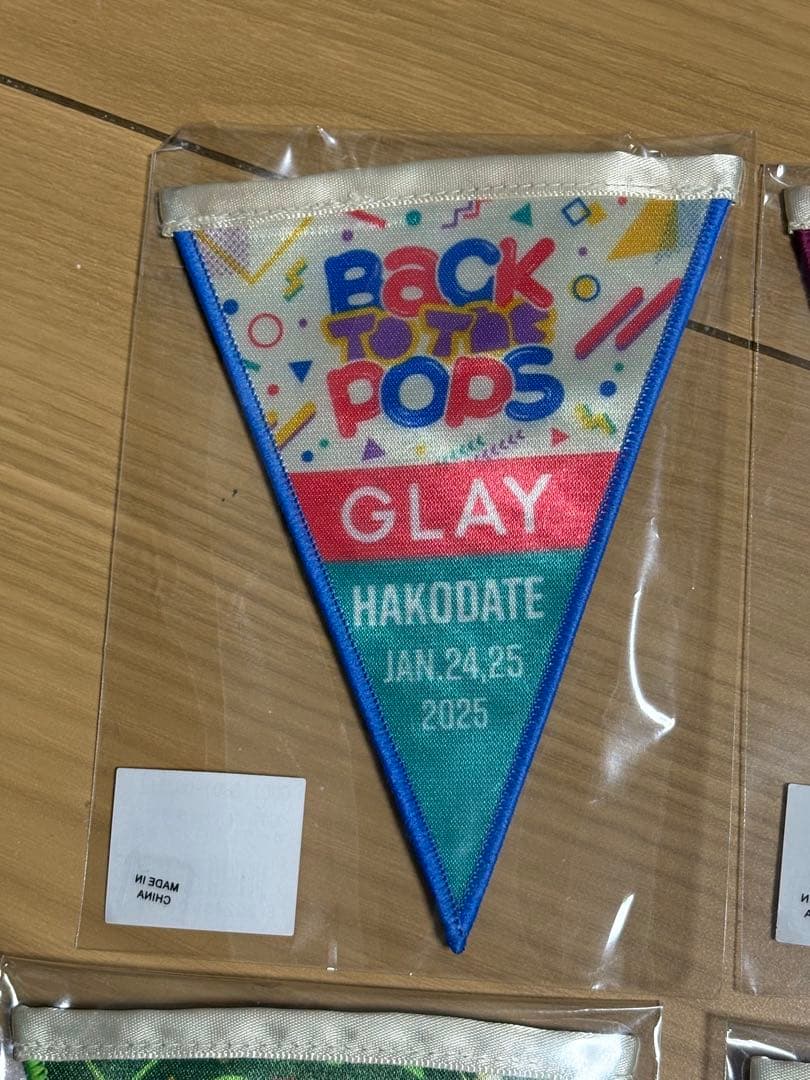 BACK
TO THE
POPS
GLAY
HAKODATE
JAN.24,25
2025
MADE IN
CHINA